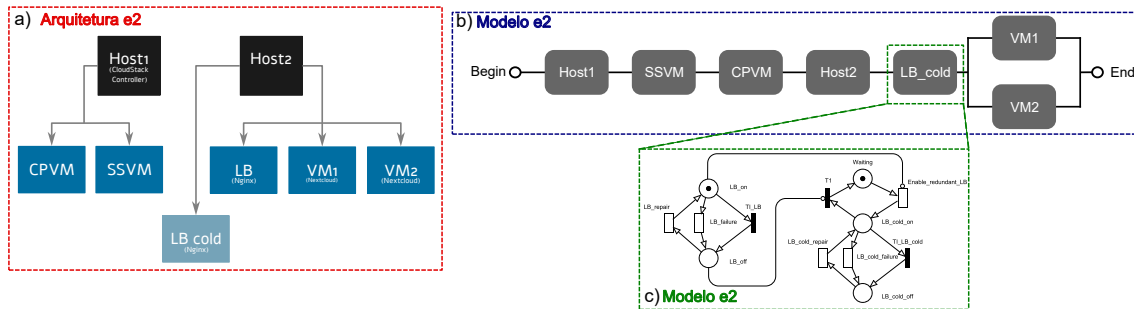 a) Arquitetura e2
Host1
(CloudStack
Controller)
Host2
CPVM
SSVM
LB
(Nginx)
VM1
(Nextcloud)
VM2
(Nextcloud)
LB cold
(Nginx)
b) Modelo e2
Begin
Host1
SSVM
CPVM
Host2
LB_cold
VM1
VM2
End
Waiting
LB_on
T1
Enable_redundant_LB
LB_repair
LB_failure
TI_LB
LB_cold_on
LB_cold_repair
TI_LB_cold
LB_cold_failure
LB_off
LB_cold_off
c) Modelo e2